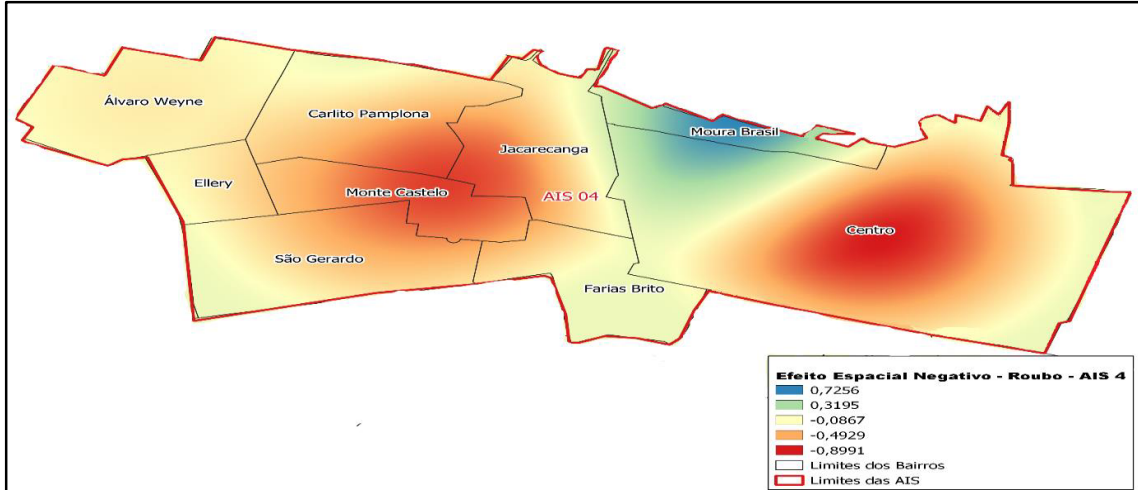 Álvaro Weyne
Carlito Pamplona
Moura Brasil
Jacarecanga
Ellery
Monte Castelo
AIS 04
Centro
São Gerardo
Farias Brito
Efeito Espacial Negativo - Roubo - AIS 4
0,7256
0,3195
-0,0867
-0,4929
-0,8991
Limites dos Bairros
Limites das AIS